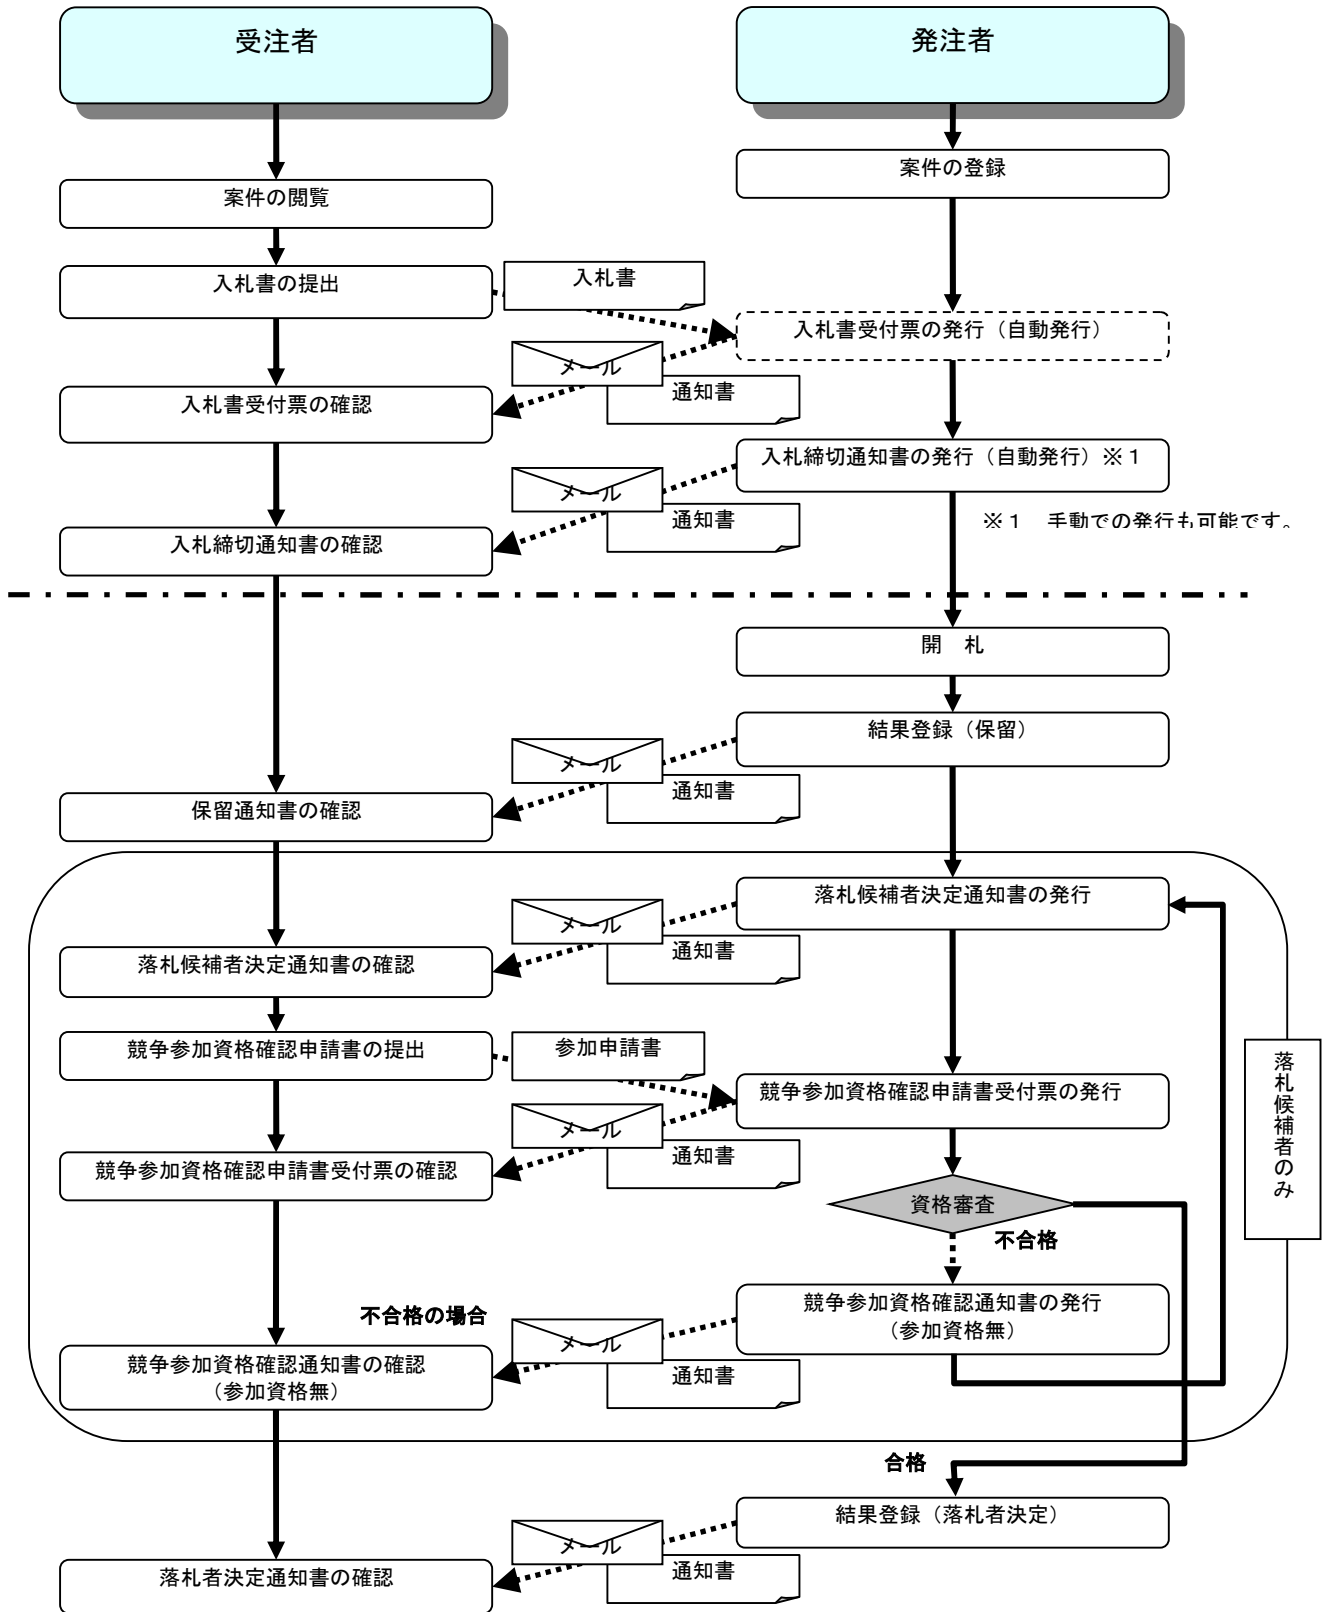 受注者
発注者
案件の登録
案件の閲覧
入札書の提出
入札書
入札書受付票の発行（自動発行）
メール
通知書
入札書受付票の確認
入札締切通知書の発行（自動発行）※１
メール
通知書
※１　手動での発行も可能です。
入札締切通知書の確認
開　札
結果登録（保留）
メール
通知書
保留通知書の確認
落札候補者決定通知書の発行
メール
通知書
落札候補者決定通知書の確認
競争参加資格確認申請書の提出
参加申請書
競争参加資格確認申請書受付票の発行
メール
通知書
競争参加資格確認申請書受付票の確認
落札候補者のみ
資格審査
不合格
競争参加資格確認通知書の発行
（参加資格無）
不合格の場合
メール
通知書
競争参加資格確認通知書の確認
（参加資格無）
合格
結果登録（落札者決定）
メール
通知書
落札者決定通知書の確認